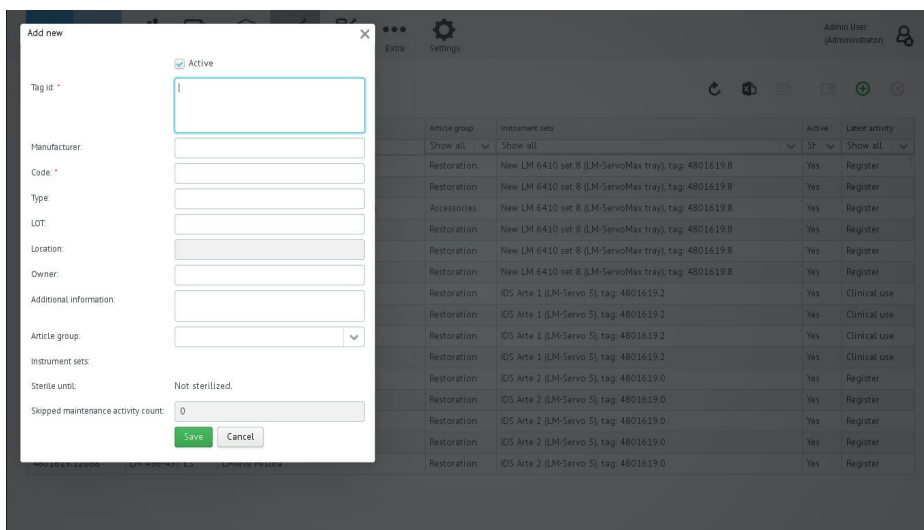 Add new
Extra
Settings
Admin User
(Admininstrator)
Active
Tag id: *
Manufacturer:
Code: *
Type:
LOT:
Location:
Owner:
Additional information:
Article group:
Instrument sets:
Sterile until: Not sterilized.
Skipped maintenance activity count: 0
Save Cancel
Article group Instrument sets Active Latest activity
Show all Show all Sh Show all
Restoration New LM 6410 set 8 (LM-ServoMax tray), tag: 4801619.8 Yes Register
Restoration New LM 6410 set 8 (LM-ServoMax tray), tag: 4801619.8 Yes Register
Accessories New LM 6410 set 8 (LM-ServoMax tray), tag: 4801619.8 Yes Register
Restoration New LM 6410 set 8 (LM-ServoMax tray), tag: 4801619.8 Yes Register
Restoration New LM 6410 set 8 (LM-ServoMax tray), tag: 4801619.8 Yes Register
Restoration New LM 6410 set 8 (LM-ServoMax tray), tag: 4801619.8 Yes Register
Restoration IDS Arte 1 (LM-Servo 5), tag: 4801619.2 Yes Clinical use
Restoration IDS Arte 1 (LM-Servo 5), tag: 4801619.2 Yes Clinical use
Restoration IDS Arte 1 (LM-Servo 5), tag: 4801619.2 Yes Clinical use
Restoration IDS Arte 1 (LM-Servo 5), tag: 4801619.2 Yes Clinical use
Restoration IDS Arte 2 (LM-Servo 5), tag: 4801619.0 Yes Register
Restoration IDS Arte 2 (LM-Servo 5), tag: 4801619.0 Yes Register
Restoration IDS Arte 2 (LM-Servo 5), tag: 4801619.0 Yes Register
Restoration IDS Arte 2 (LM-Servo 5), tag: 4801619.0 Yes Register
4801619.12088 LM 496-497 ES LMArte Misura Restoration IDS Arte 2 (LM-Servo 5), tag: 4801619.0 Yes Register